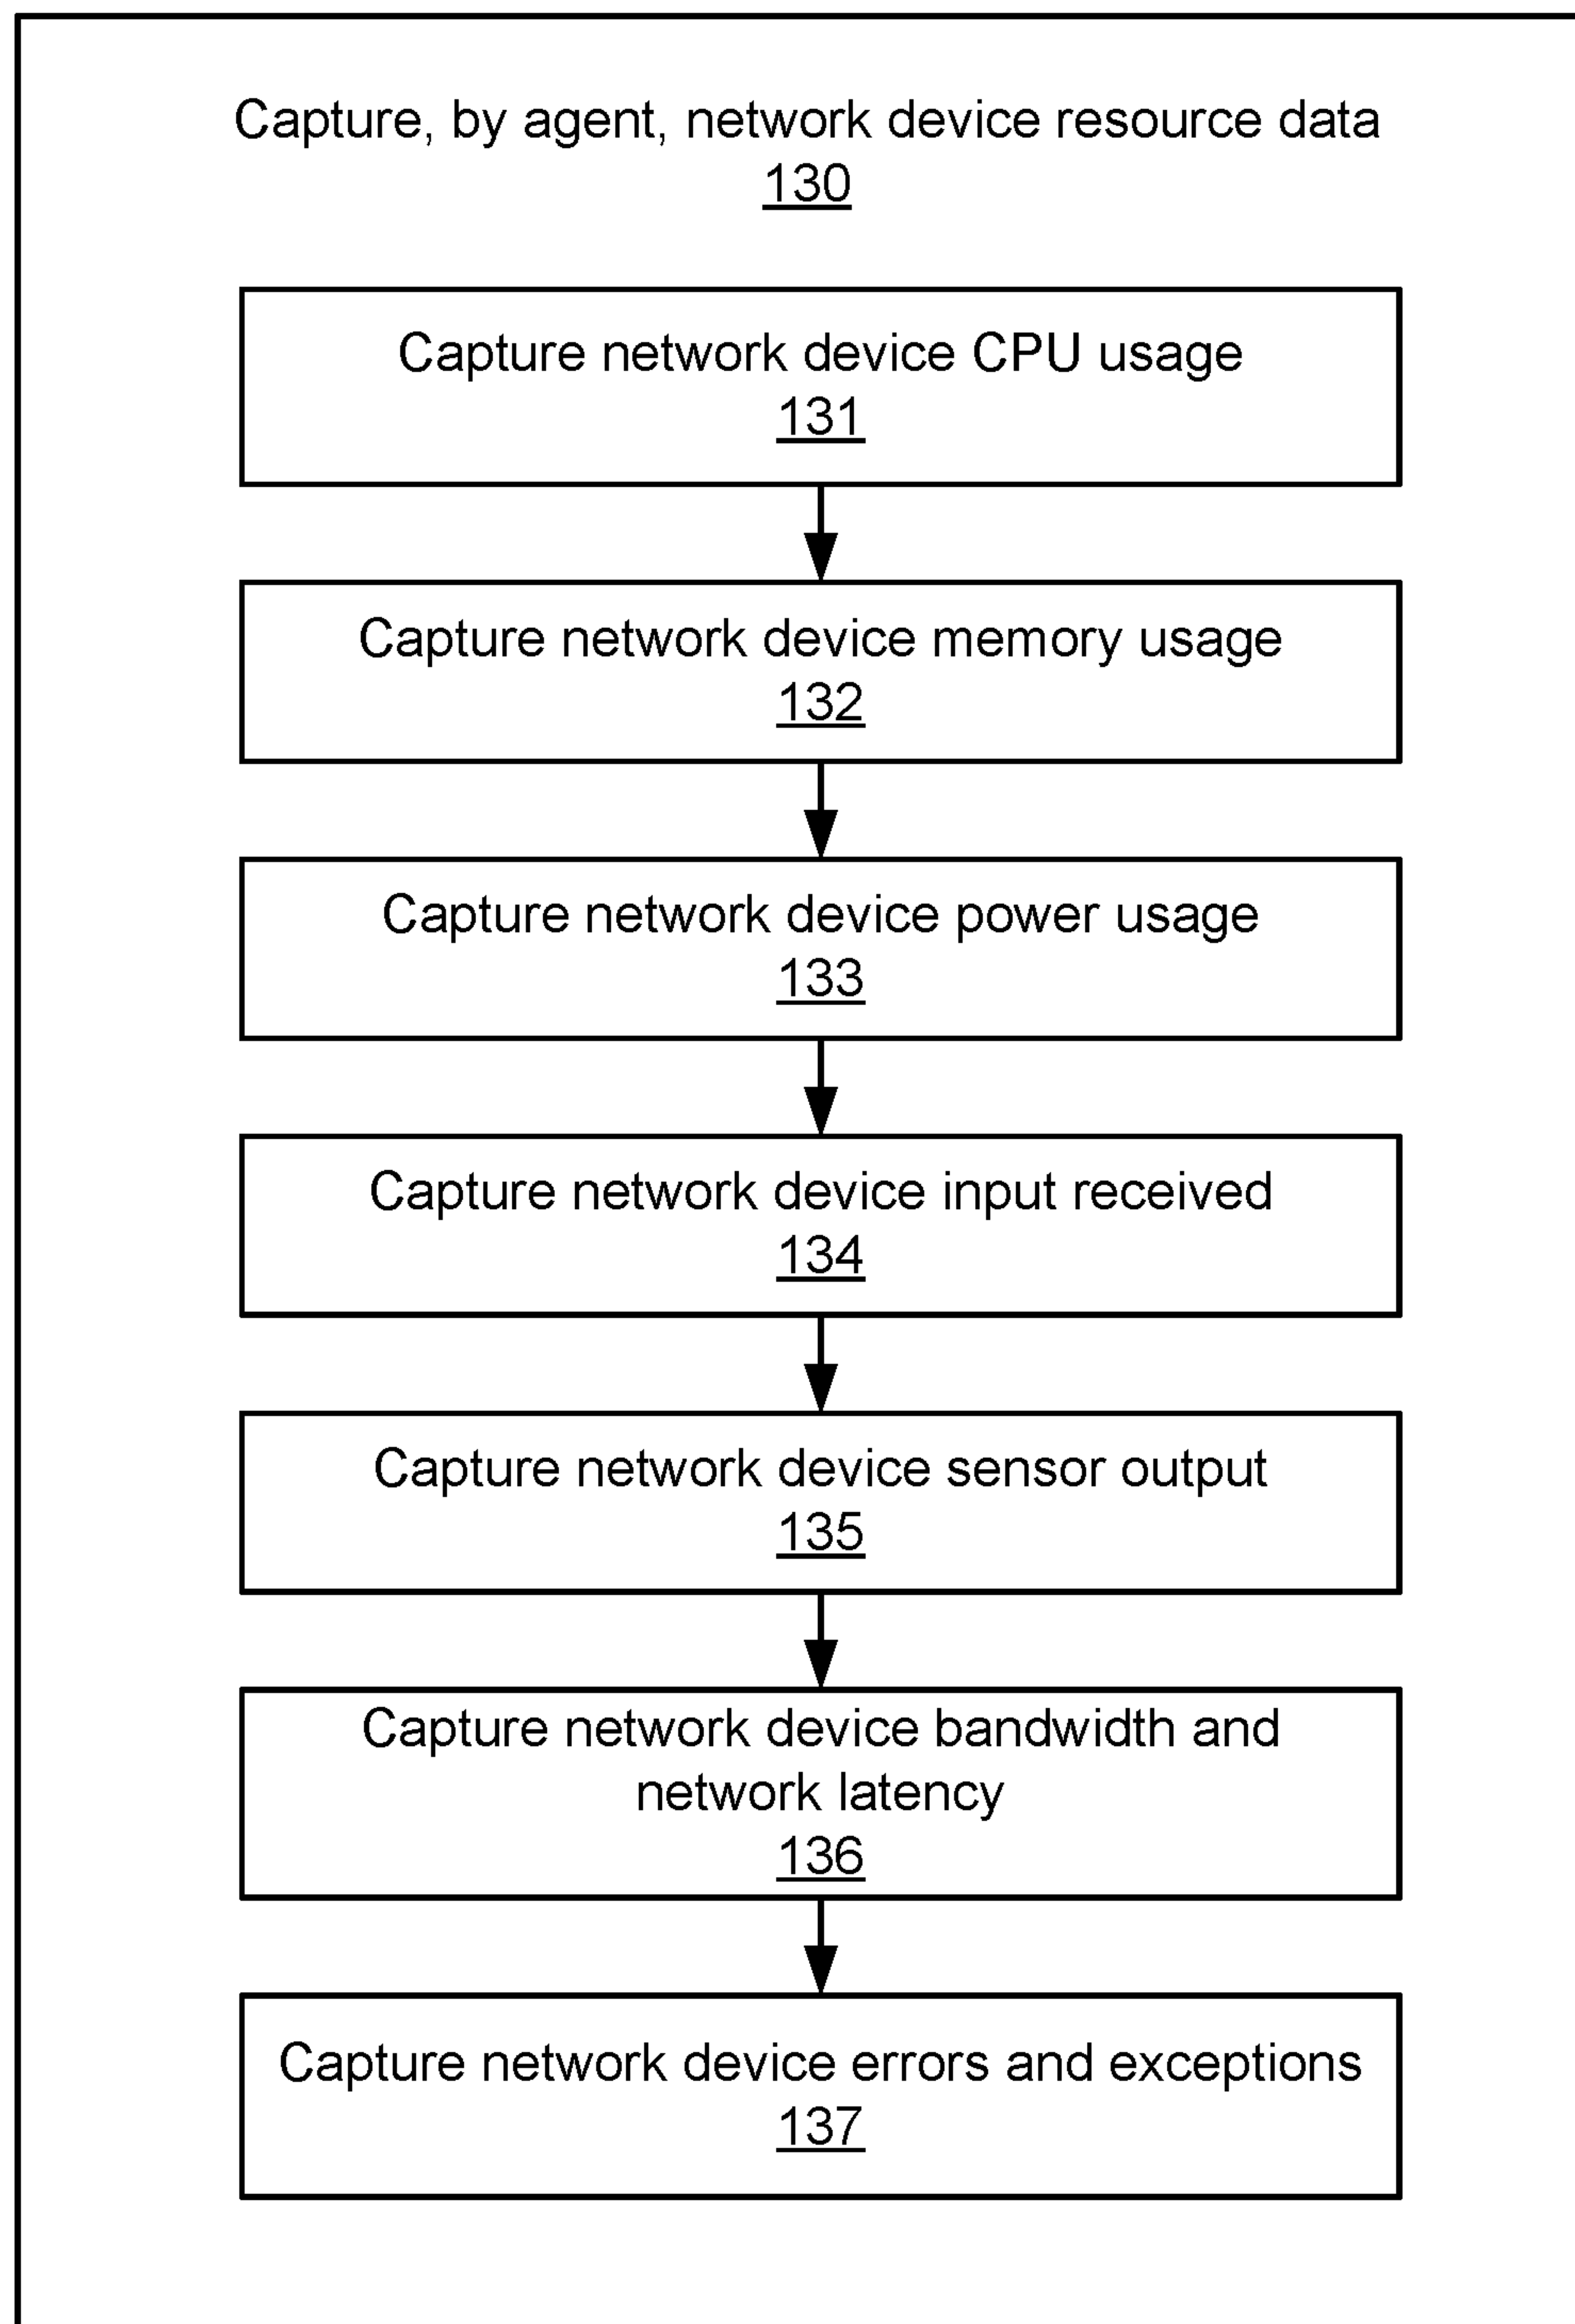 Capture, by agent, network device resource data
130
Capture network device CPU usage
131
Capture network device memory usage
132
Capture network device power usage
133
Capture network device input received
134
Capture network device sensor output
135
Capture network device bandwidth and
network latency
136
Capture network device errors and exceptions
137